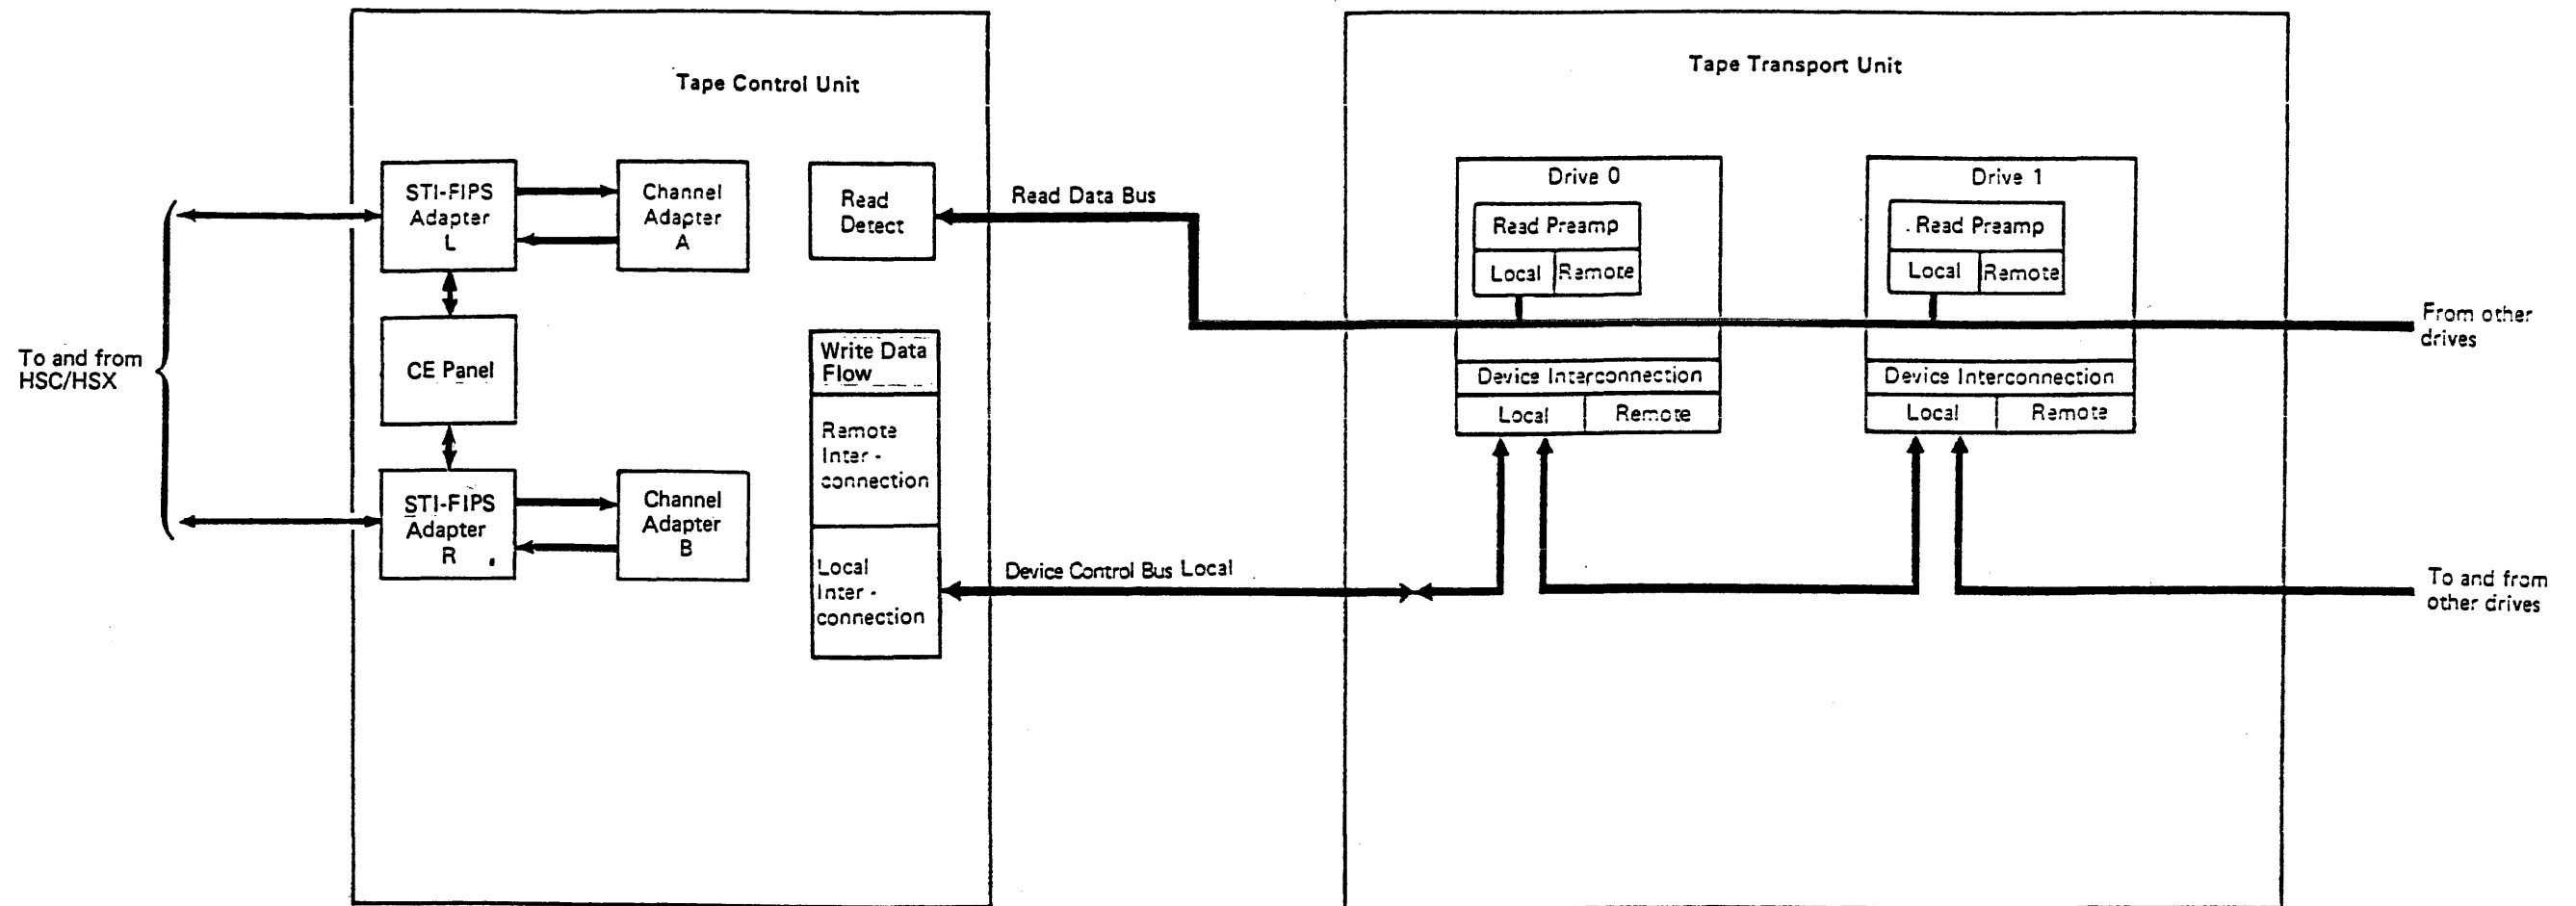 Tape Control Unit
Tape Transport Unit
To and from
HSC/HSX
STI-FIPS
Adapter
L
Channel
Adapter
A
CE Panel
STI-FIPS
Adapter
R
Channel
Adapter
B
Read
Detect
Write Data
Flow
Remote
Inter-
connection
Local
Inter-
connection
Read Data Bus
Device Control Bus Local
Drive 0
Read Preamp
Local
Remote
Device Interconnection
Local
Remote
Drive 1
Read Preamp
Local
Remote
Device Interconnection
Local
Remote
From other
drives
To and from
other drives